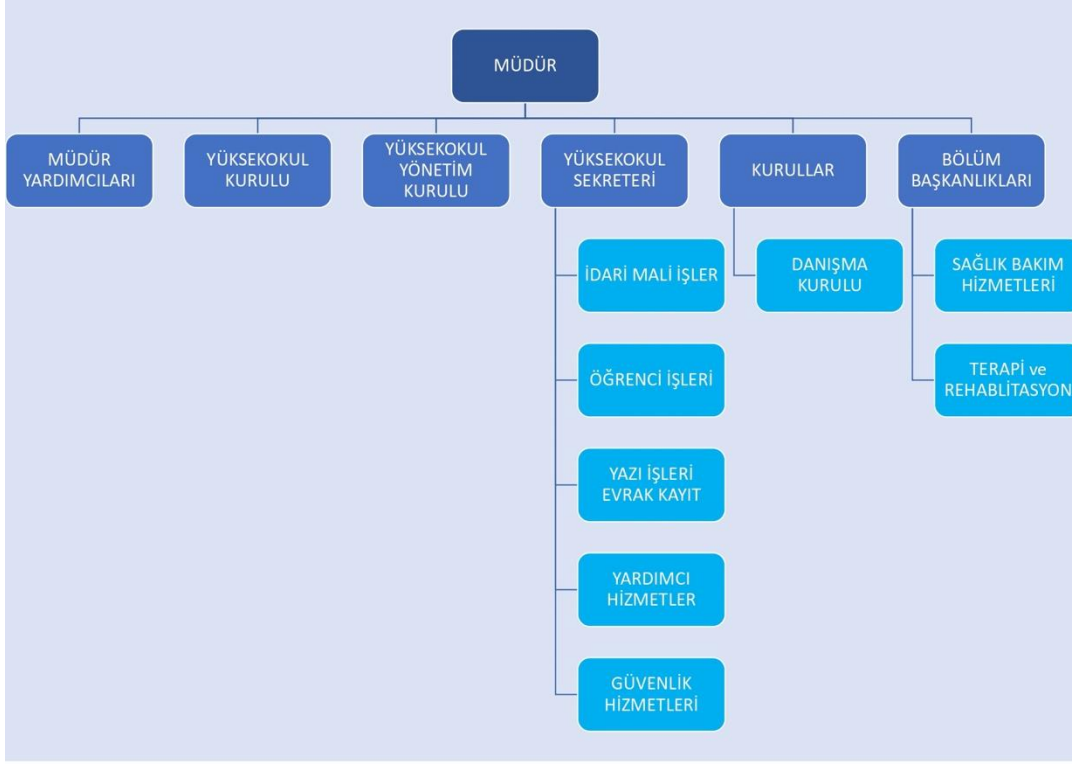 MÜDÜR
MÜDÜR
YARDIMCILARI
YÜKSEKOKUL
KURULU
YÜKSEKOKUL
YÖNETİM
KURULU
YÜKSEKOKUL
SEKRETERİ
KURULLAR
BÖLÜM
BAŞKANLIKLARI
İDARİ MALİ İŞLER
ÖĞRENCİ İŞLERİ
YAZI İŞLERİ
EVRAK KAYIT
YARDIMCI
HİZMETLER
GÜVENLİK
HİZMETLERİ
DANIŞMA
KURULU
SAĞLIK BAKIM
HİZMETLERİ
TERAPİ ve
REHABLİTASYON